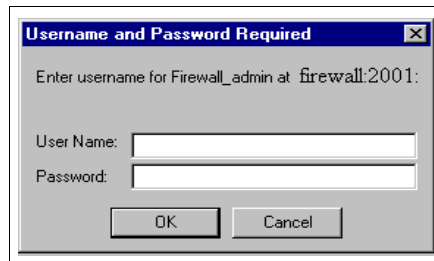 Username and Password Required
Enter username for Firewall_admin at firewall:2001:
User Name:
Password:
OK Cancel